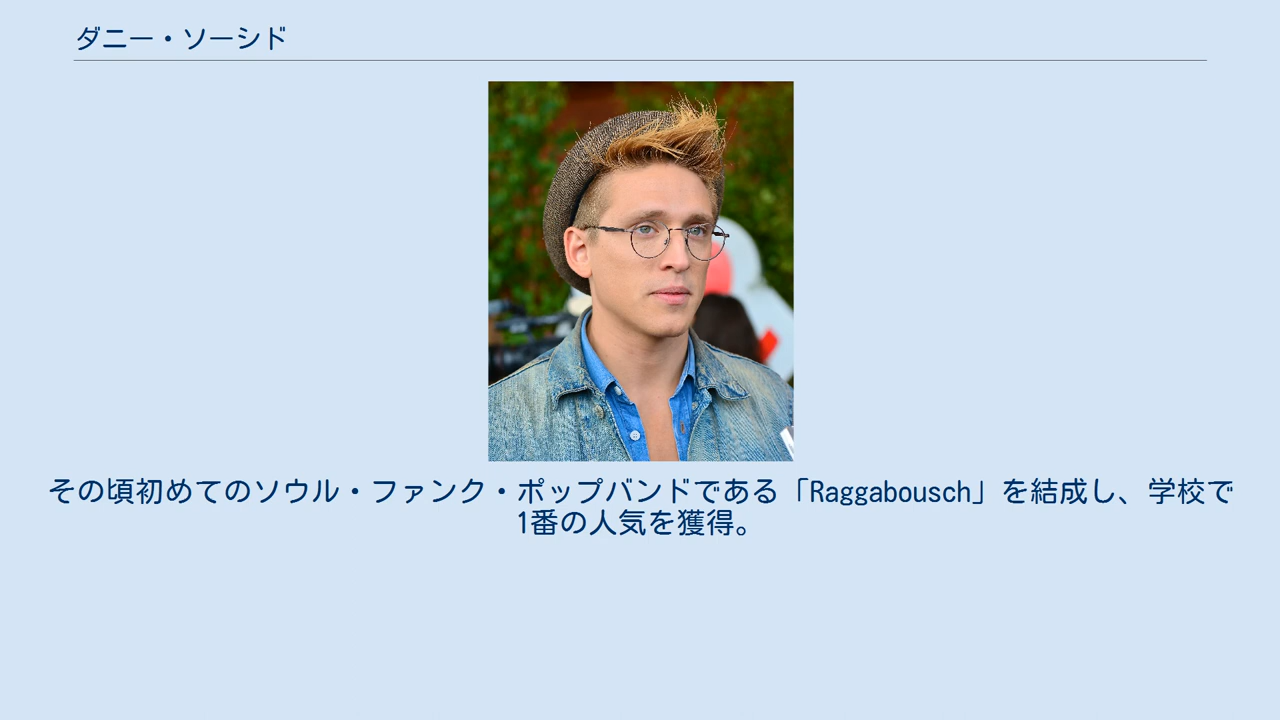 ダニー・ソーシド
その頃初めてのソウル・ファンク・ポップバンドである「Raggabousch」を結成し、学校で
1番の人気を獲得。